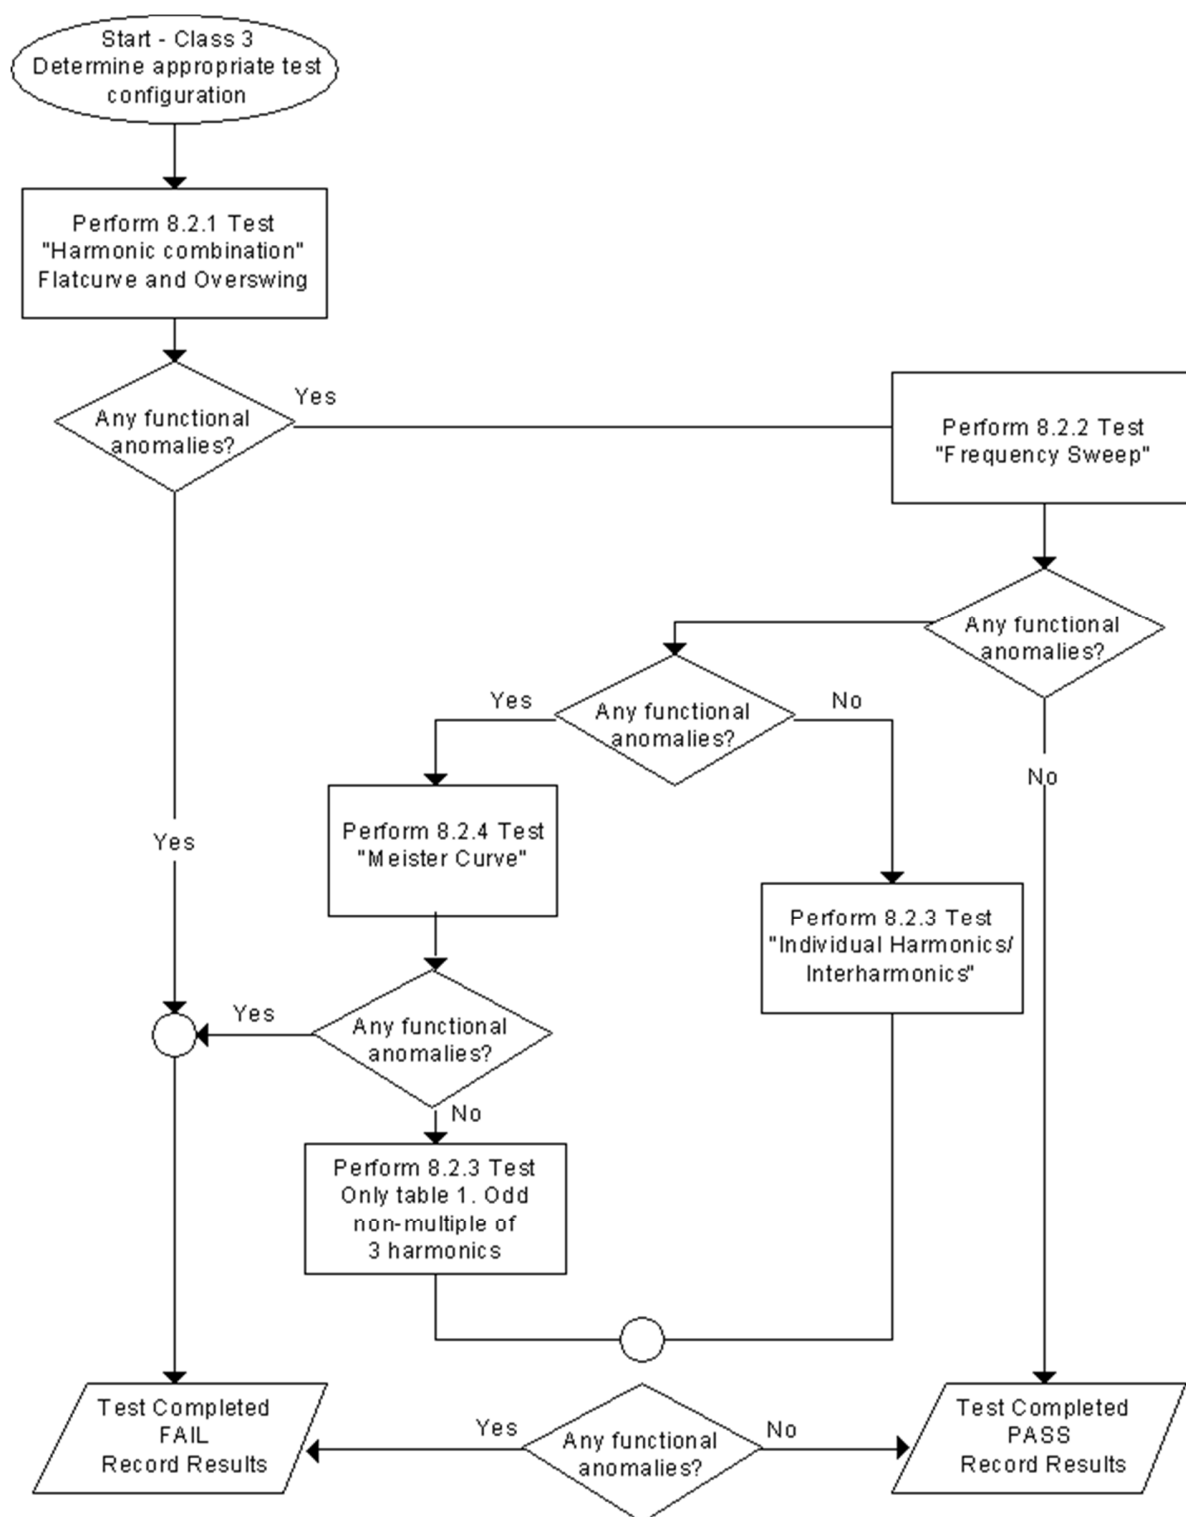 Start - Class 3
Determine appropriate test
configuration
Perform 8.2.1 Test
"Harmonic combination"
Flatcurve and Overswing
Any functional
anomalies?
Yes
Perform 8.2.2 Test
"Frequency Sweep"
Any functional
anomalies?
Yes
Any functional
anomalies?
No
No
Yes
Perform 8.2.4 Test
"Meister Curve"
Perform 8.2.3 Test
"Individual Harmonics/
Interharmonics"
Yes
Any functional
anomalies?
No
Perform 8.2.3 Test
Only table 1. Odd
non-multiple of
3 harmonics
Test Completed
FAIL
Record Results
Yes
Any functional
anomalies?
No
Test Completed
PASS
Record Results